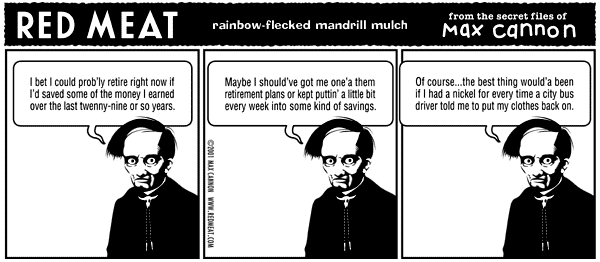 RED MEAT
rainbow-flecked mandrill mulch
from the secret files of
Max cannon
I bet I could prob'ly retire right now if
I'd saved some of the money I earned
over the last twenny-nine or so years.
Maybe I should've got me one'a them
retirement plans or kept puttin' a little bit
every week into some kind of savings.
Of course...the best thing would'a been
if I had a nickel for every time a city bus
driver told me to put my clothes back on.
©2001 MAX CANNON WWW.REDMEAT.COM